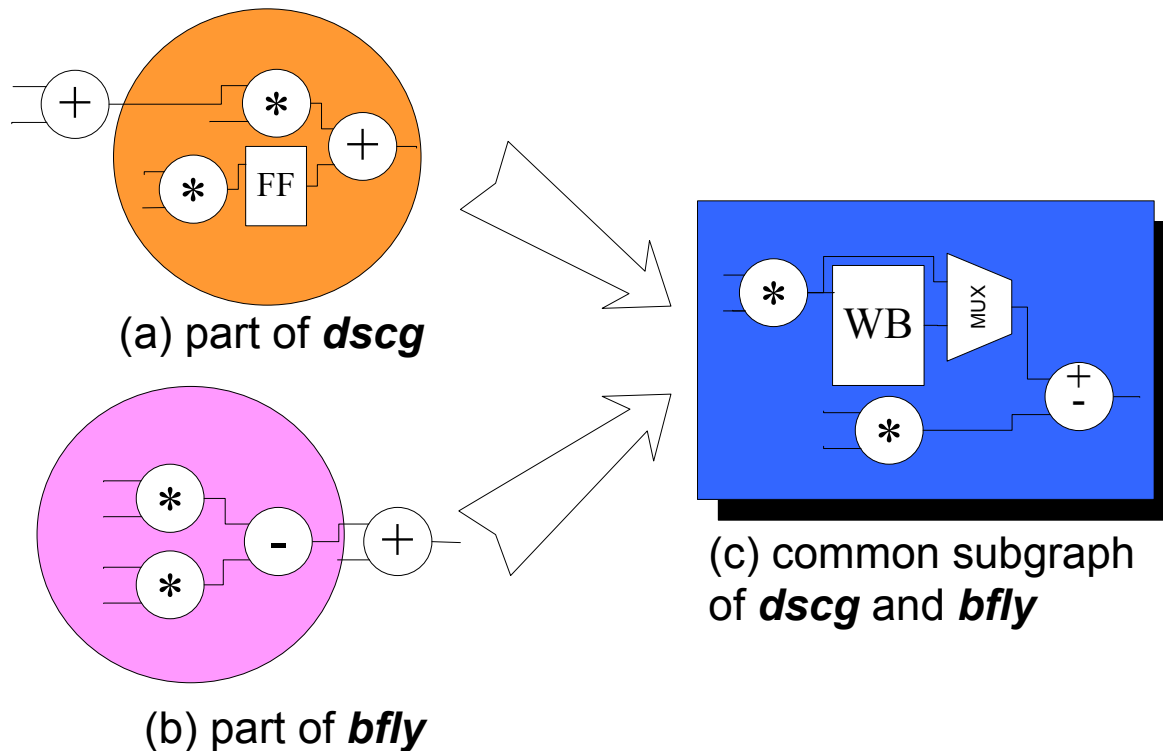 +
*
+
*
FF
(a) part of dscg
*
-
+
*
(b) part of bfly
*
WB
MUX
+
-
*
(c) common subgraph
of dscg and bfly